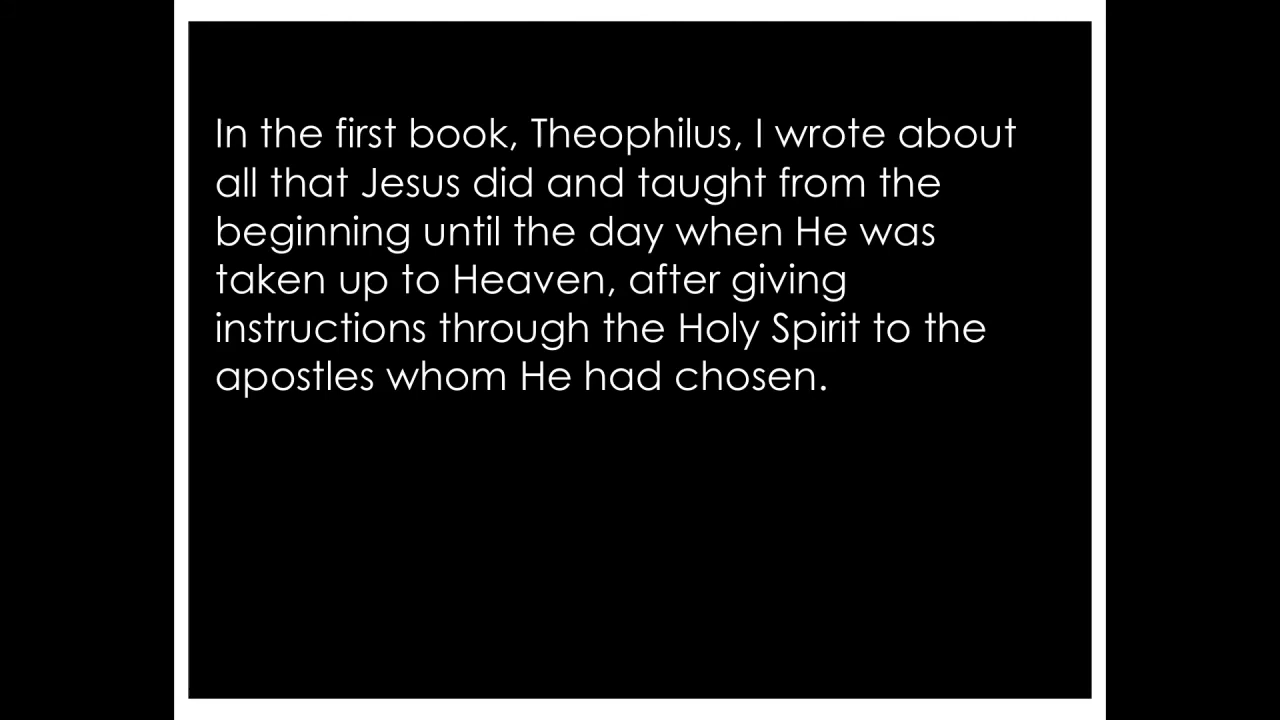 In the first book, Theophilus, I wrote about
all that Jesus did and taught from the
beginning until the day when He was
taken up to Heaven, after giving
instructions through the Holy Spirit to the
apostles whom He had chosen.